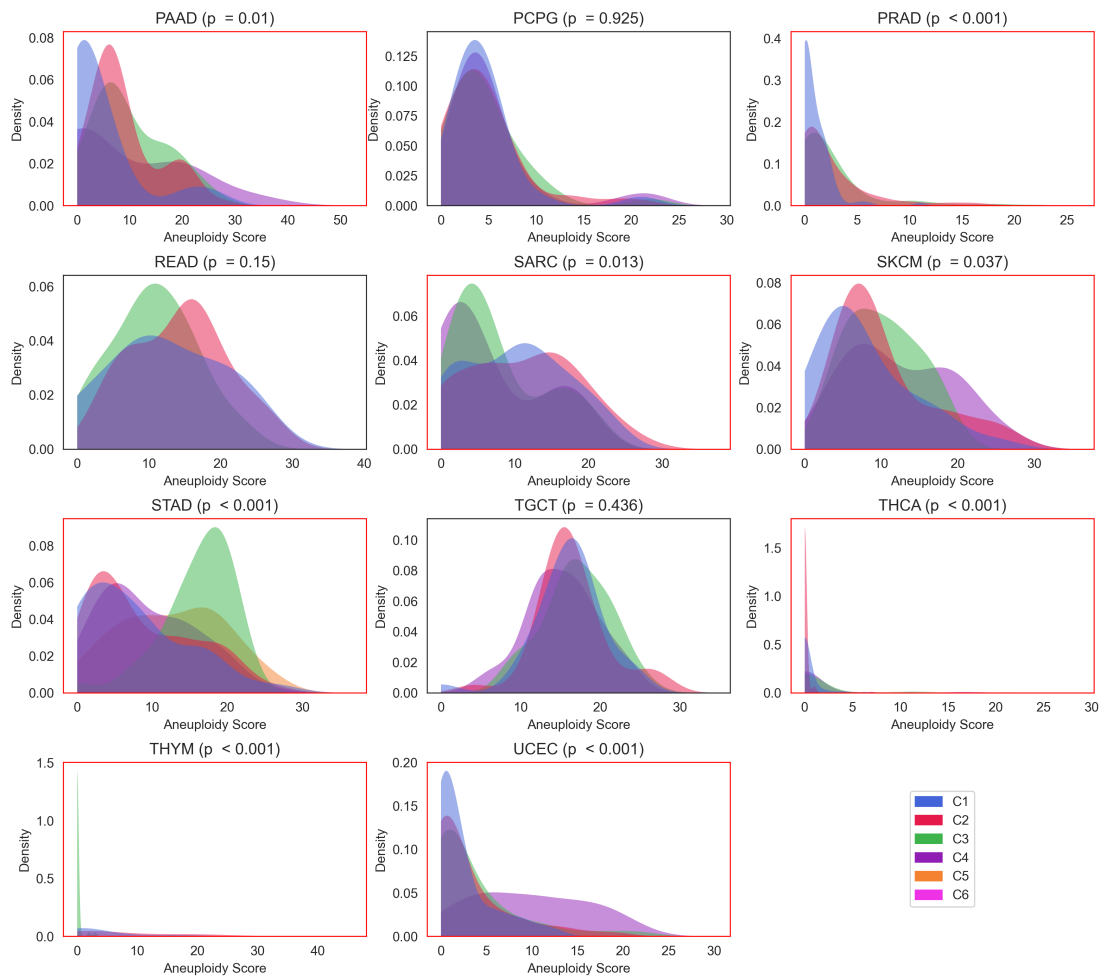 PAAD (p = 0.01)
0.08
0.06
0.04
0.02
0.00
Density
0 10 20 30 40 50
Aneuploidy Score
PCPG (p = 0.925)
0.125
0.100
0.075
0.050
0.025
0.000
Density
0 5 10 15 20 25 30
Aneuploidy Score
PRAD (p < 0.001)
0.4
0.3
0.2
0.1
0.0
Density
0 5 10 15 20 25
Aneuploidy Score
READ (p = 0.15)
0.06
0.04
0.02
0.00
Density
0 10 20 30 40
Aneuploidy Score
SARC (p = 0.013)
0.06
0.04
0.02
0.00
Density
0 10 20 30
Aneuploidy Score
SKCM (p = 0.037)
0.08
0.06
0.04
0.02
0.00
Density
0 10 20 30
Aneuploidy Score
STAD (p < 0.001)
0.08
0.06
0.04
0.02
0.00
Density
0 10 20 30
Aneuploidy Score
TGCT (p = 0.436)
0.10
0.08
0.06
0.04
0.02
0.00
Density
0 10 20 30
Aneuploidy Score
THCA (p < 0.001)
1.5
1.0
0.5
0.0
Density
0 5 10 15 20 25 30
Aneuploidy Score
THYM (p < 0.001)
1.5
1.0
0.5
0.0
Density
0 10 20 30 40
Aneuploidy Score
UCEC (p < 0.001)
0.20
0.15
0.10
0.05
0.00
Density
0 5 10 15 20 25 30
Aneuploidy Score
C1
C2
C3
C4
C5
C6